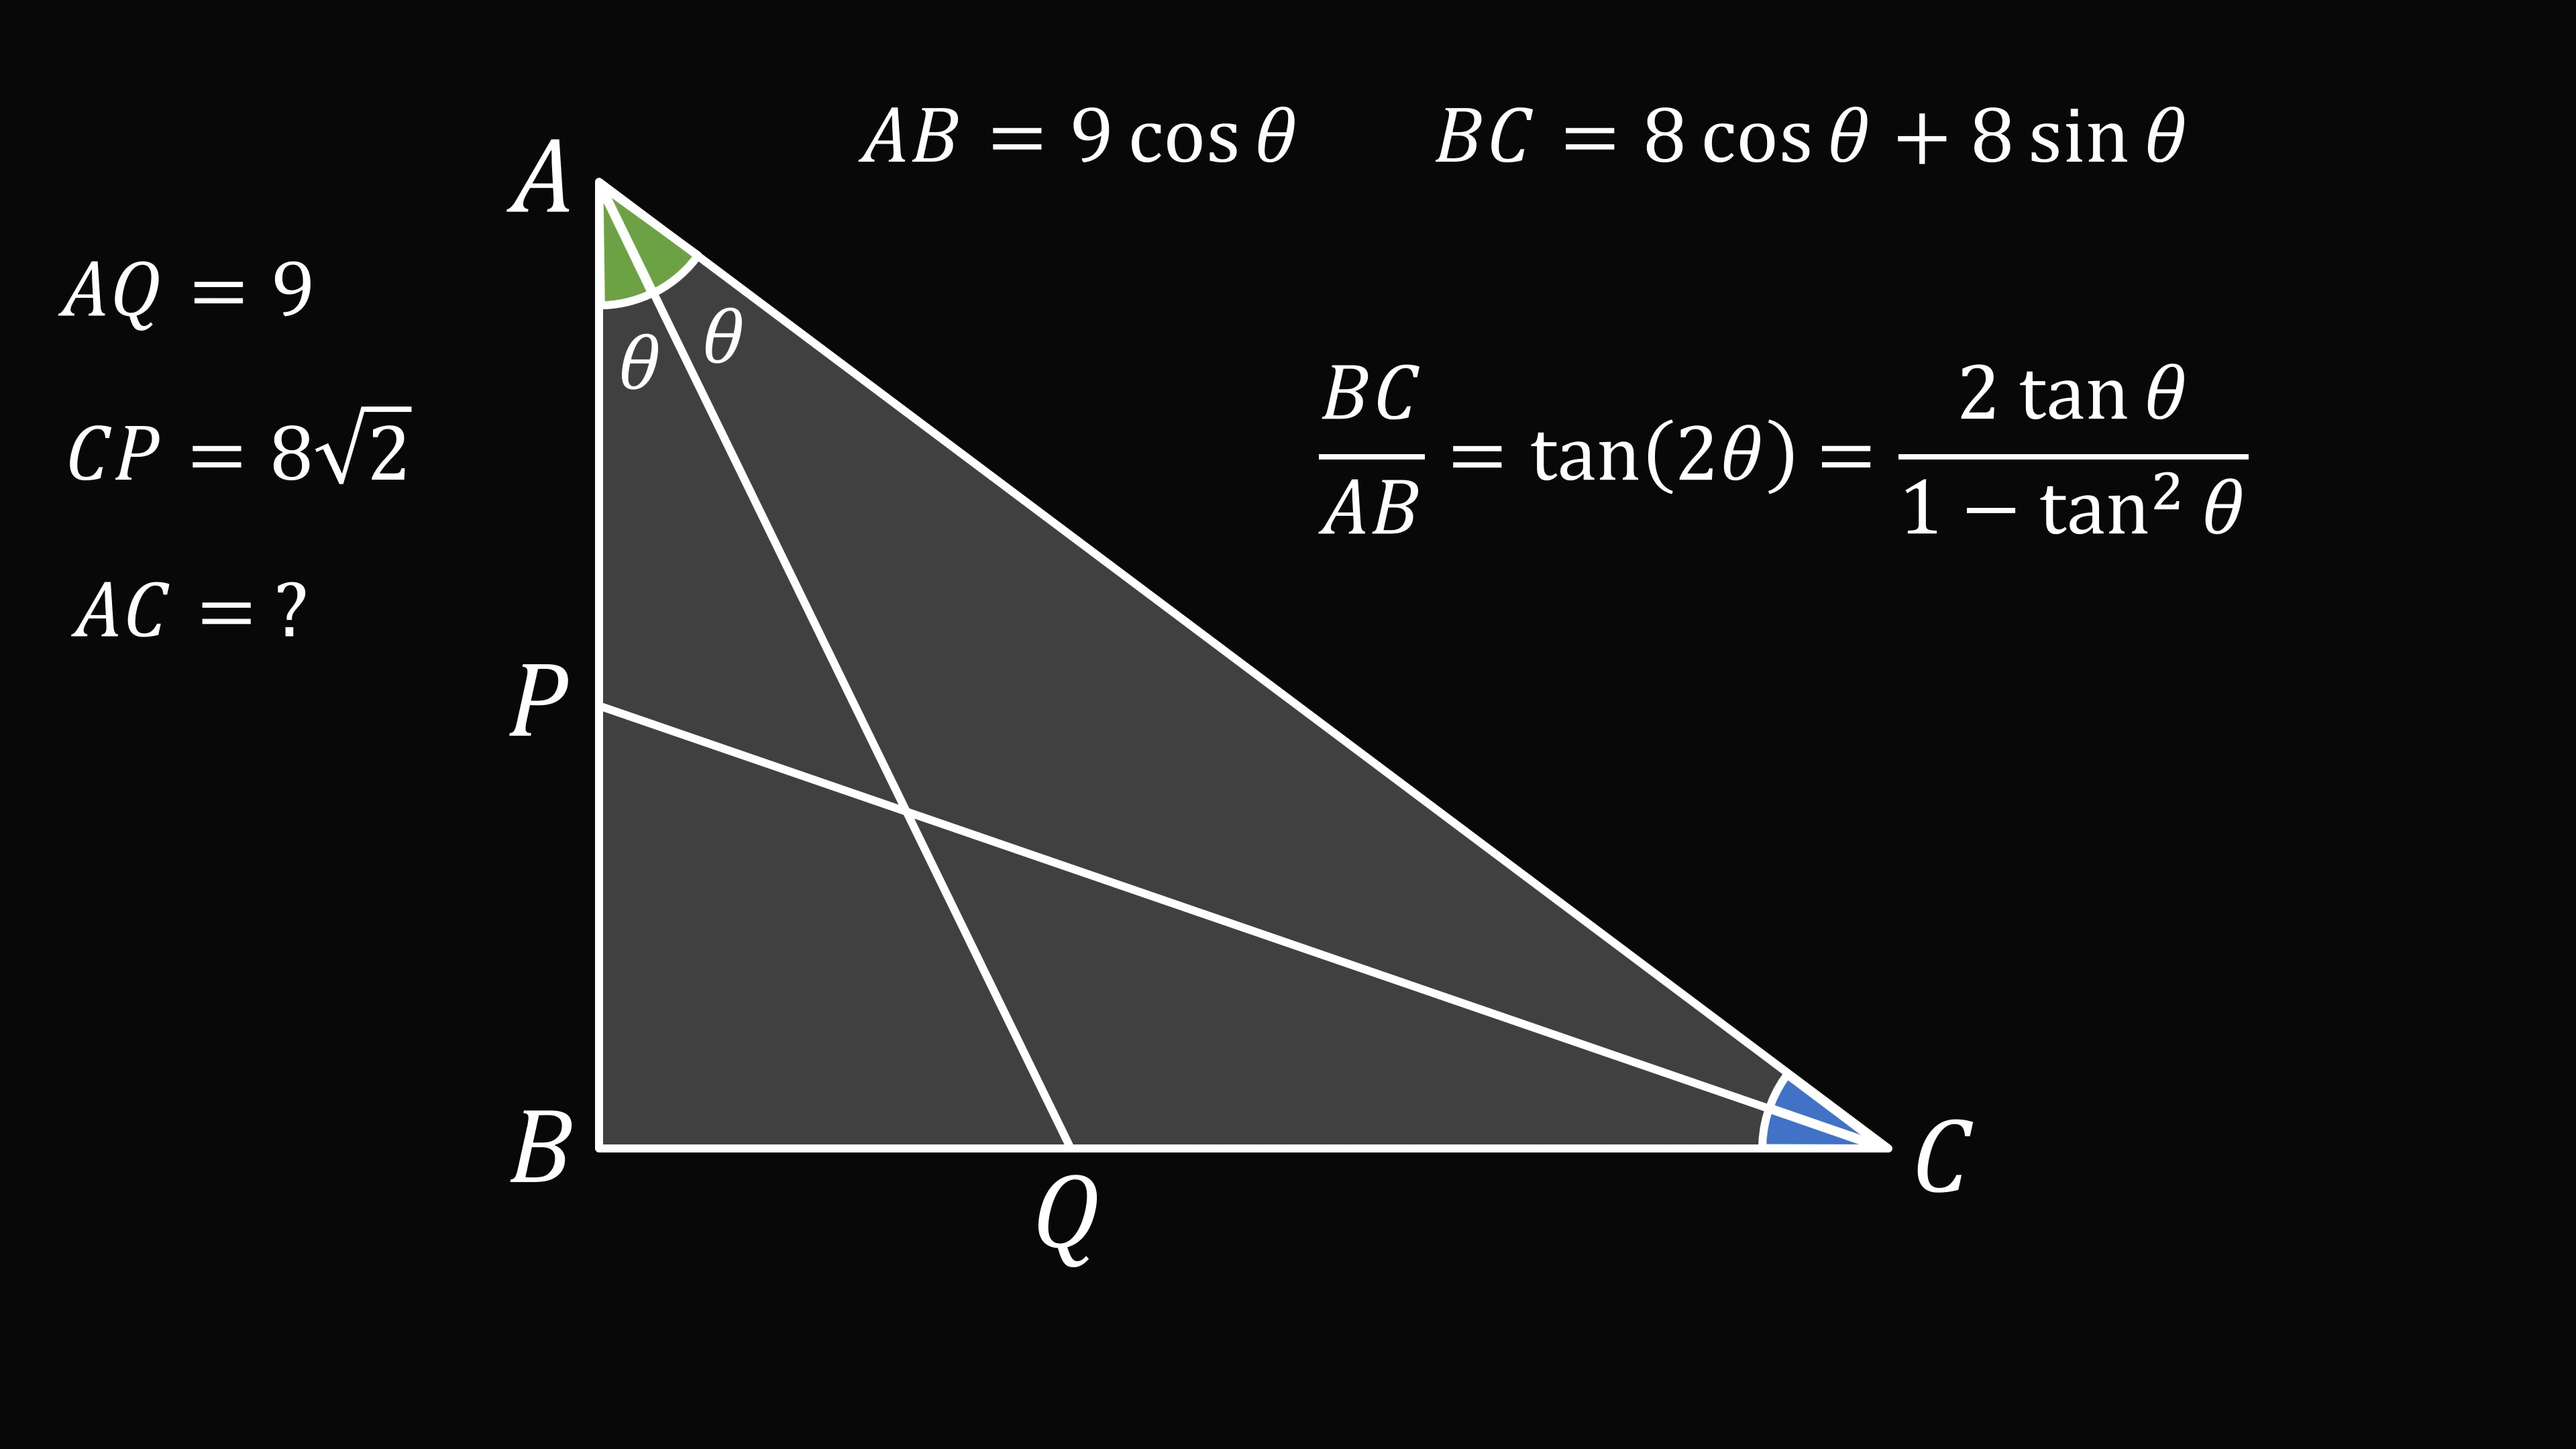 AB = 9 cos θ
BC = 8 cos θ + 8 sin θ
A
AQ = 9
θ θ
CP = 8√2
BC/AB = tan(2θ) = 2 tan θ/1 − tan² θ
AC = ?
P
B
C
Q